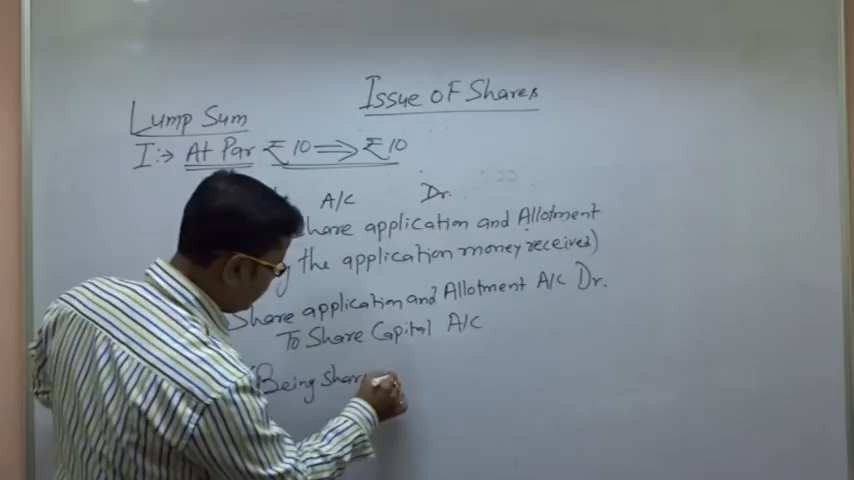 Issue OF Shares
Lump Sum
I:→ At Par ₹10 ⟹ ₹10
A/C Dr.
Share application and Allotment
the application money received)
Share application and Allotment A/C Dr.
To Share Capital A/C
(Being Shar